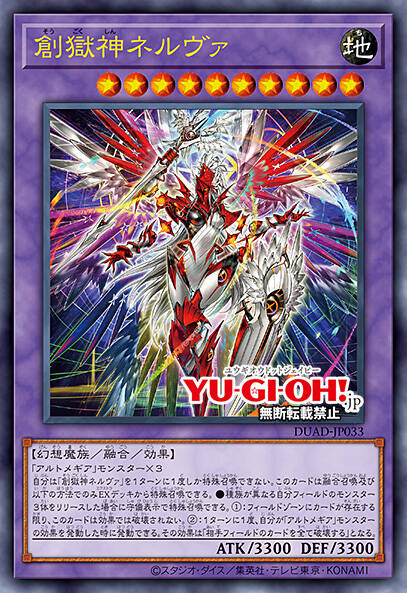 そうごくしん
創獄神ネルヴァ
地
ユウギオウドットジェイピー
YU-GI-OH!.jp
無断転載禁止
DUAD-JP033
【幻想魔族／融合／効果】
「アルトメギア」モンスター×3
自分は「創獄神ネルヴァ」を1ターンに1度しか特殊召喚できない。このカードは融合召喚及び
以下の方法でのみEXデッキから特殊召喚できる。●種族が異なる自分フィールドのモンスター
3体をリリースした場合に守備表示で特殊召喚できる。①：フィールドゾーンにカードが存在する
限り、このカードは効果では破壊されない。②：1ターンに1度、自分が「アルトメギア」モンスター
の効果を発動した時に発動できる。その効果は「相手フィールドのカードを全て破壊する」となる。
ATK/3300 DEF/3300
©スタジオ・ダイス／集英社・テレビ東京・KONAMI